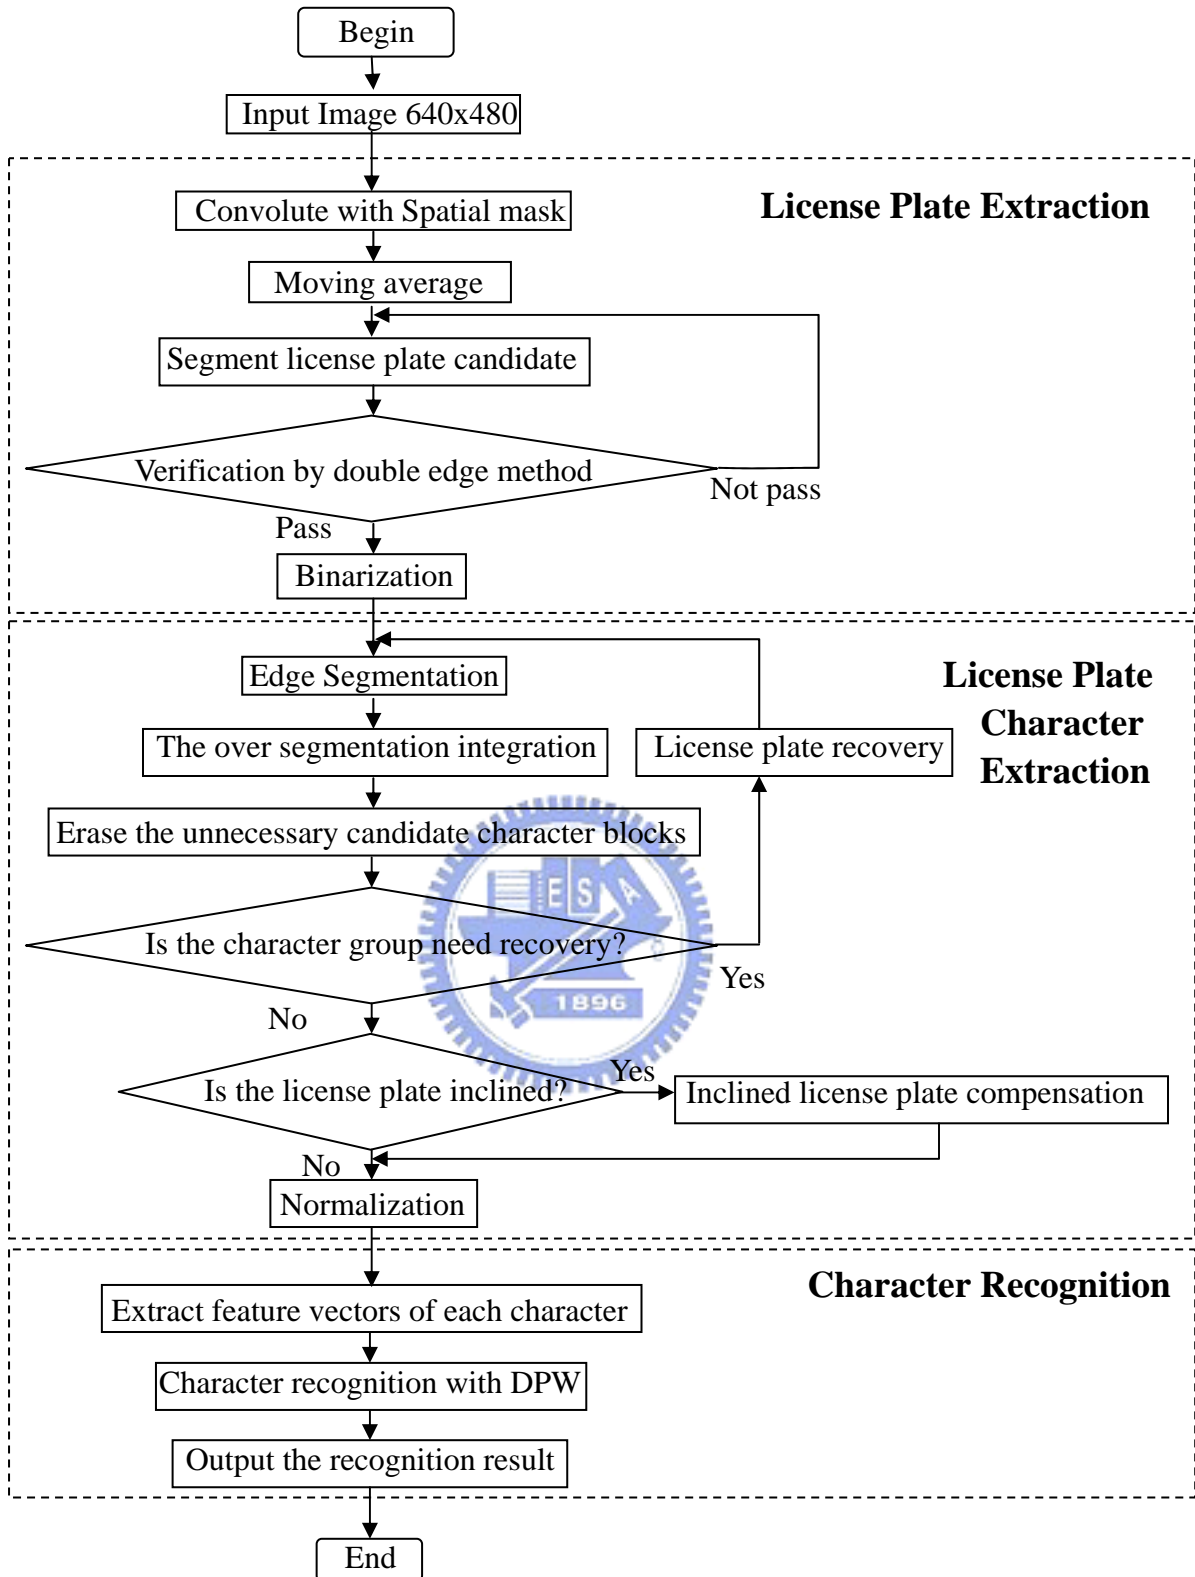 Begin
Input Image 640x480
License Plate Extraction
Convolute with Spatial mask
Moving average
Segment license plate candidate
Verification by double edge method
Not pass
Pass
Binarization
License Plate
Character
Extraction
Edge Segmentation
The over segmentation integration
License plate recovery
Erase the unnecessary candidate character blocks
E S A
Is the character group need recovery?
Yes
1896
No
Is the license plate inclined?
Yes
Inclined license plate compensation
No
Normalization
Character Recognition
Extract feature vectors of each character
Character recognition with DPW
Output the recognition result
End